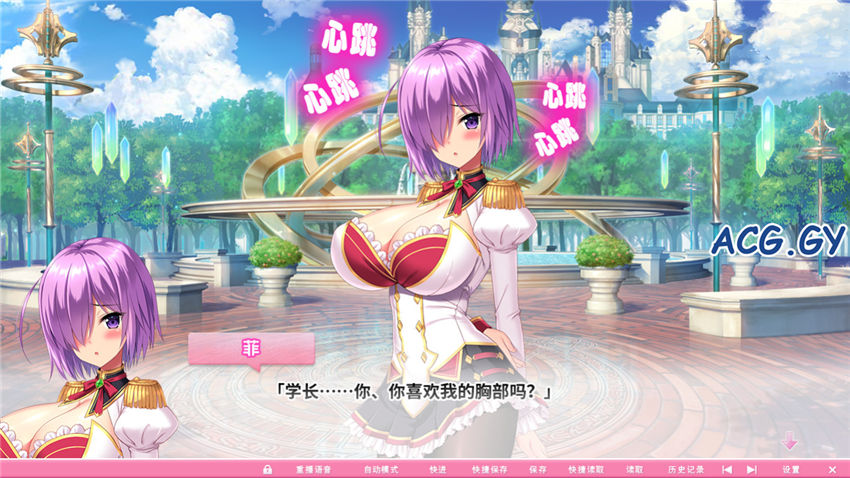 心跳
心跳
心跳
心跳
ACG.GY
菲
「学长……你、你喜欢我的胸部吗？」
重播语音 自动模式 快进 快捷保存 保存 快捷读取 读取 历史记录 设置